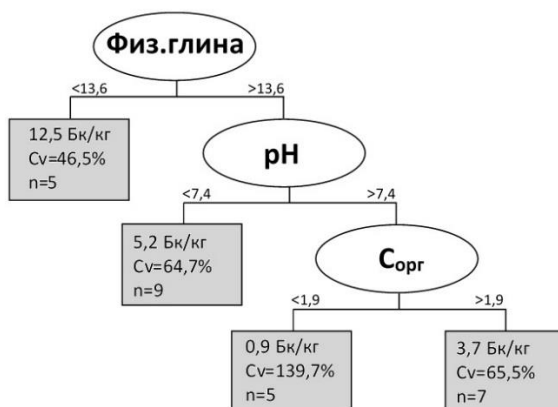 Физ.глина
<13,6
>13,6
12,5 Бк/кг
Cv=46,5%
n=5
pH
<7,4
>7,4
5,2 Бк/кг
Cv=64,7%
n=9
Сорг
<1,9
>1,9
0,9 Бк/кг
Cv=139,7%
n=5
3,7 Бк/кг
Cv=65,5%
n=7